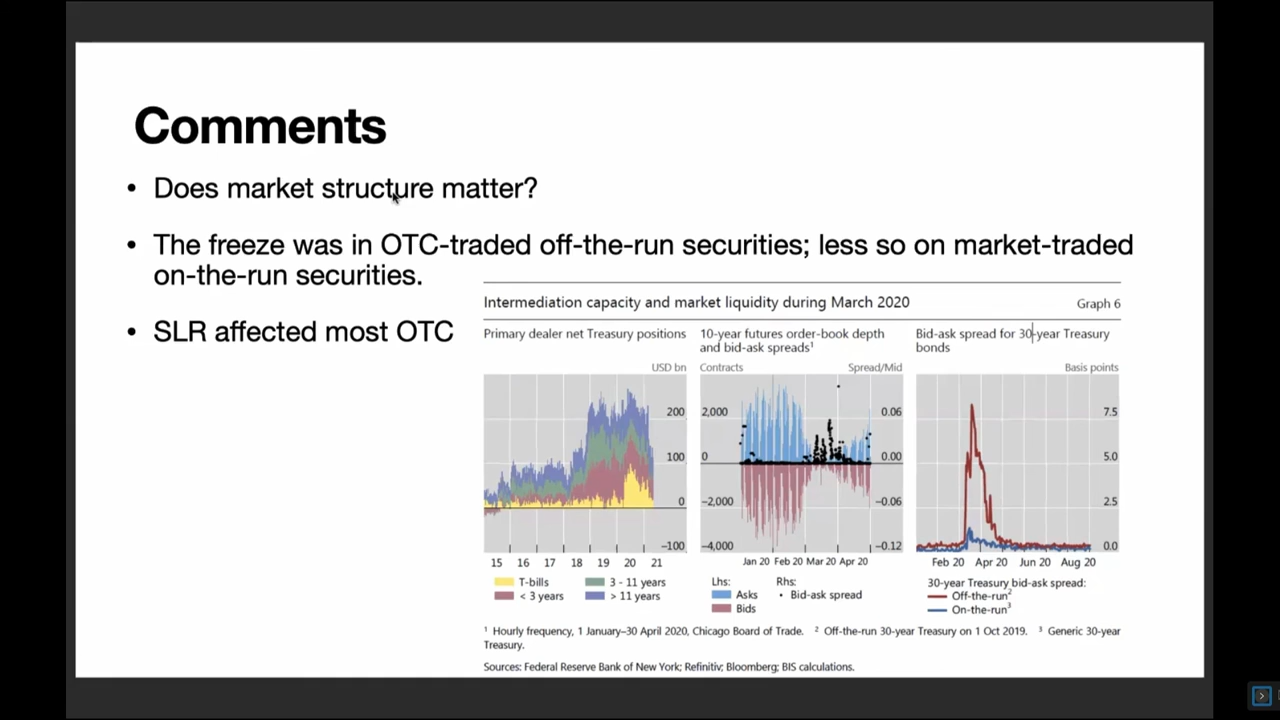 Comments
• Does market structure matter?
• The freeze was in OTC-traded off-the-run securities; less so on market-traded
on-the-run securities.
• SLR affected most OTC
Intermediation capacity and market liquidity during March 2020
Graph 6
Primary dealer net Treasury positions
USD bn
200
100
0
–100
15 16 17 18 19 20 21
T-bills
< 3 years
3 - 11 years
> 11 years
10-year futures order-book depth
and bid-ask spreads¹
Contracts
Spread/Mid
2,000
0
–2,000
–4,000
0.06
0.00
–0.06
–0.12
Jan 20 Feb 20 Mar 20 Apr 20
Lhs:
Asks
Bids
Rhs:
Bid-ask spread
Bid-ask spread for 30-year Treasury
bonds
Basis points
7.5
5.0
2.5
0.0
Feb 20 Apr 20 Jun 20 Aug 20
30-year Treasury bid-ask spread:
Off-the-run²
On-the-run³
¹ Hourly frequency, 1 January–30 April 2020, Chicago Board of Trade. ² Off-the-run 30-year Treasury on 1 Oct 2019. ³ Generic 30-year
Treasury.
Sources: Federal Reserve Bank of New York; Refinitiv; Bloomberg; BIS calculations.